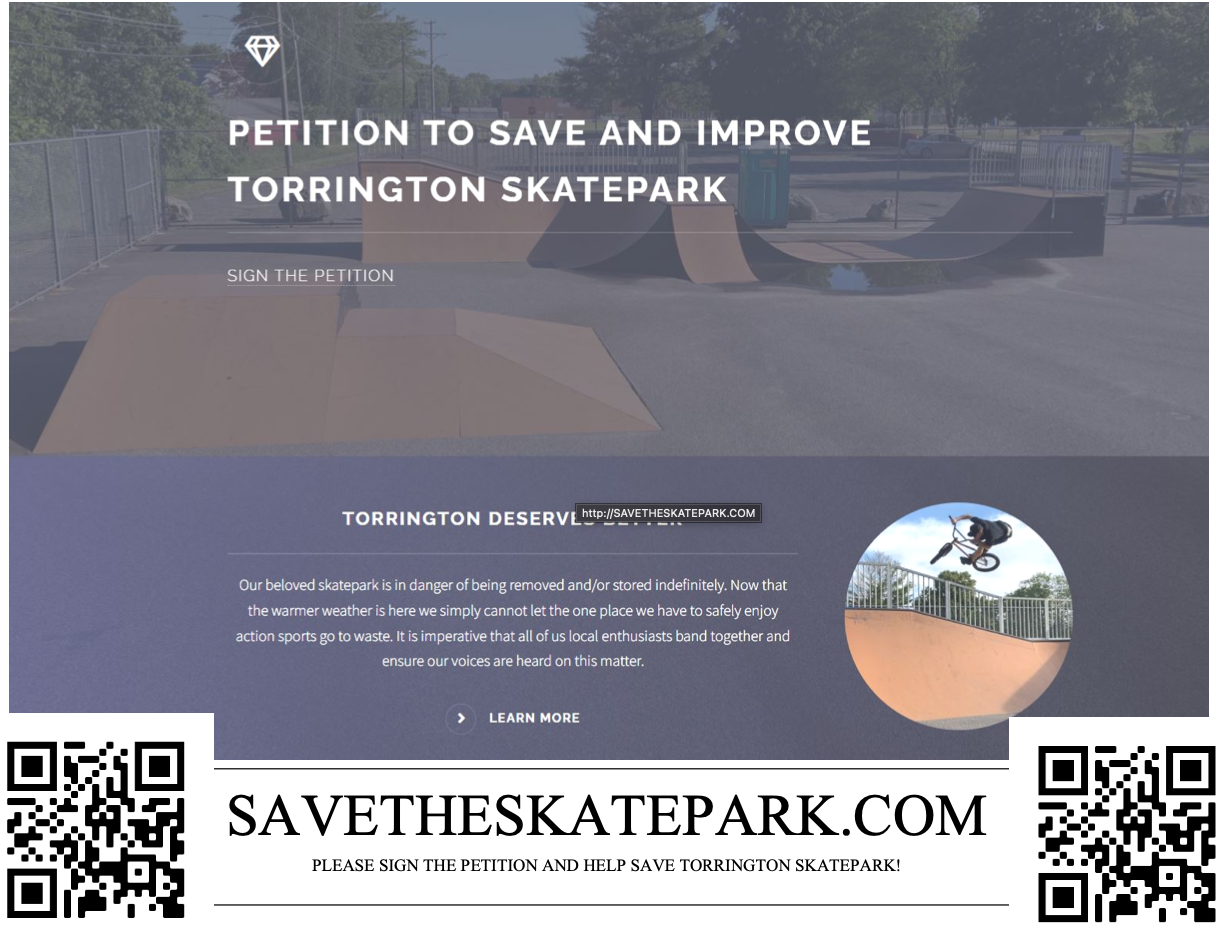 PETITION TO SAVE AND IMPROVE
TORRINGTON SKATEPARK
SIGN THE PETITION
TORRINGTON DESERVES BETTER
http://SAVETHESKATEPARK.COM
Our beloved skatepark is in danger of being removed and/or stored indefinitely. Now that
the warmer weather is here we simply cannot let the one place we have to safely enjoy
action sports go to waste. It is imperative that all of us local enthusiasts band together and
ensure our voices are heard on this matter.
LEARN MORE
SAVETHESKATEPARK.COM
PLEASE SIGN THE PETITION AND HELP SAVE TORRINGTON SKATEPARK!